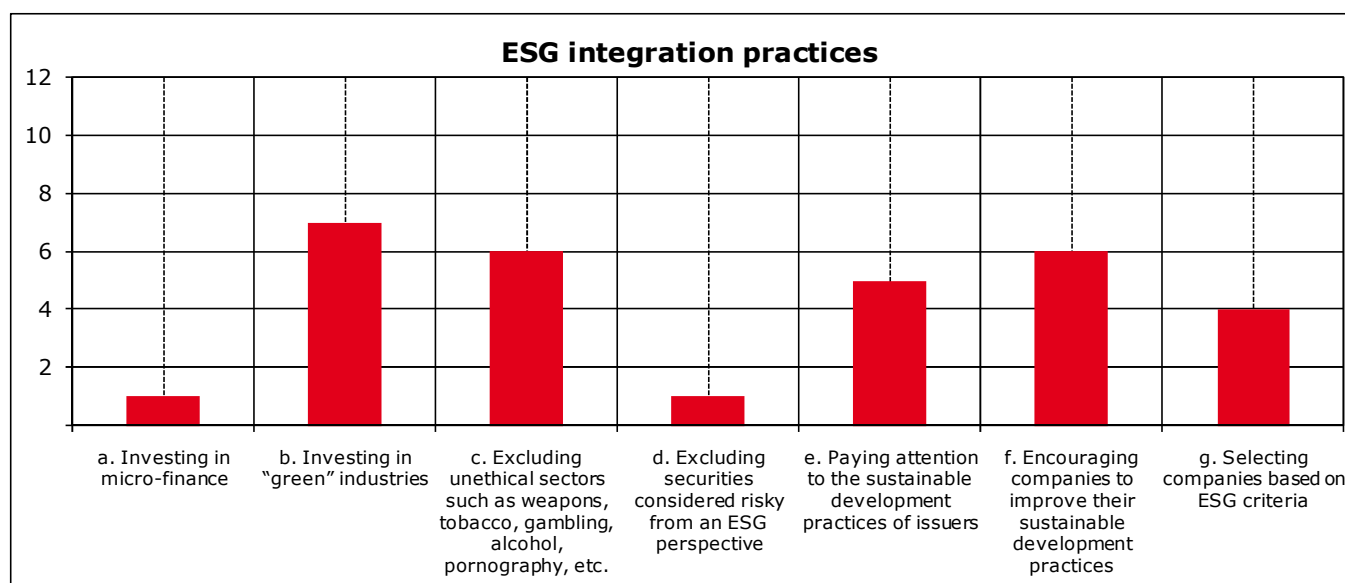 ESG integration practices
12
10
8
6
4
2
a. Investing in
micro-finance
b. Investing in
“green” industries
c. Excluding
unethical sectors
such as weapons,
tobacco, gambling,
alcohol,
pornography, etc.
d. Excluding
securities
considered risky
from an ESG
perspective
e. Paying attention
to the sustainable
development
practices of issuers
f. Encouraging
companies to
improve their
sustainable
development
practices
g. Selecting
companies based on
ESG criteria